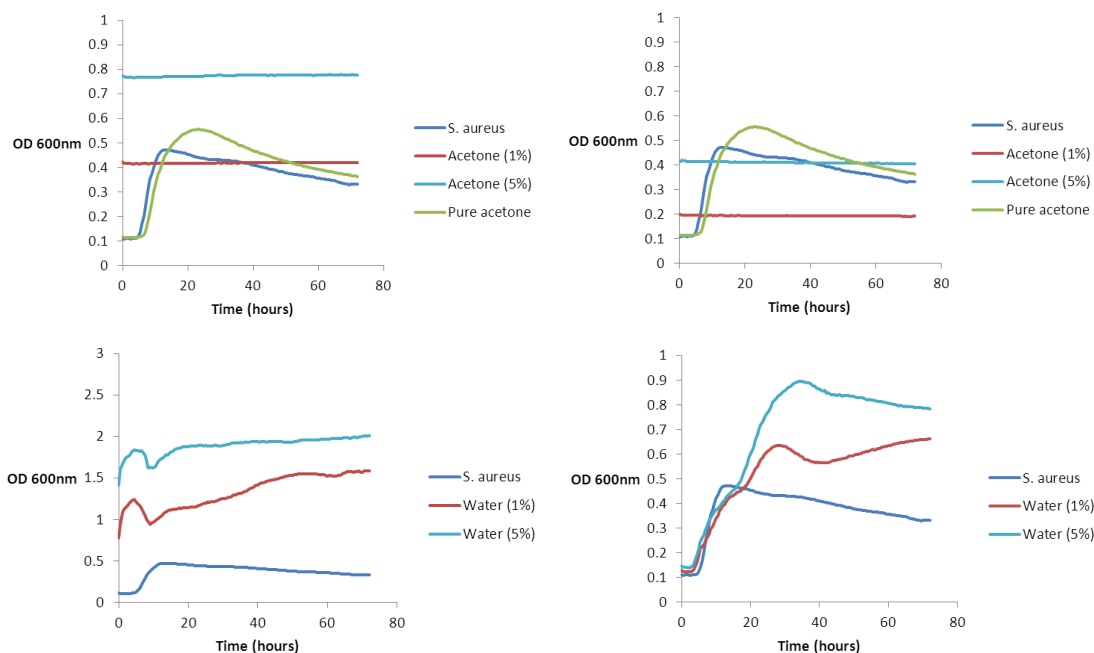 1
0.9
0.8
0.7
0.6
0.5
0.4
0.3
0.2
0.1
0
OD 600nm
0 20 40 60 80
Time (hours)
S. aureus
Acetone (1%)
Acetone (5%)
Pure acetone
1
0.9
0.8
0.7
0.6
0.5
0.4
0.3
0.2
0.1
0
OD 600nm
0 20 40 60 80
Time (hours)
S. aureus
Acetone (1%)
Acetone (5%)
Pure acetone
3
2.5
2
1.5
1
0.5
0
OD 600nm
0 20 40 60 80
Time (hours)
S. aureus
Water (1%)
Water (5%)
1
0.9
0.8
0.7
0.6
0.5
0.4
0.3
0.2
0.1
0
OD 600nm
0 20 40 60 80
Time (hours)
S. aureus
Water (1%)
Water (5%)